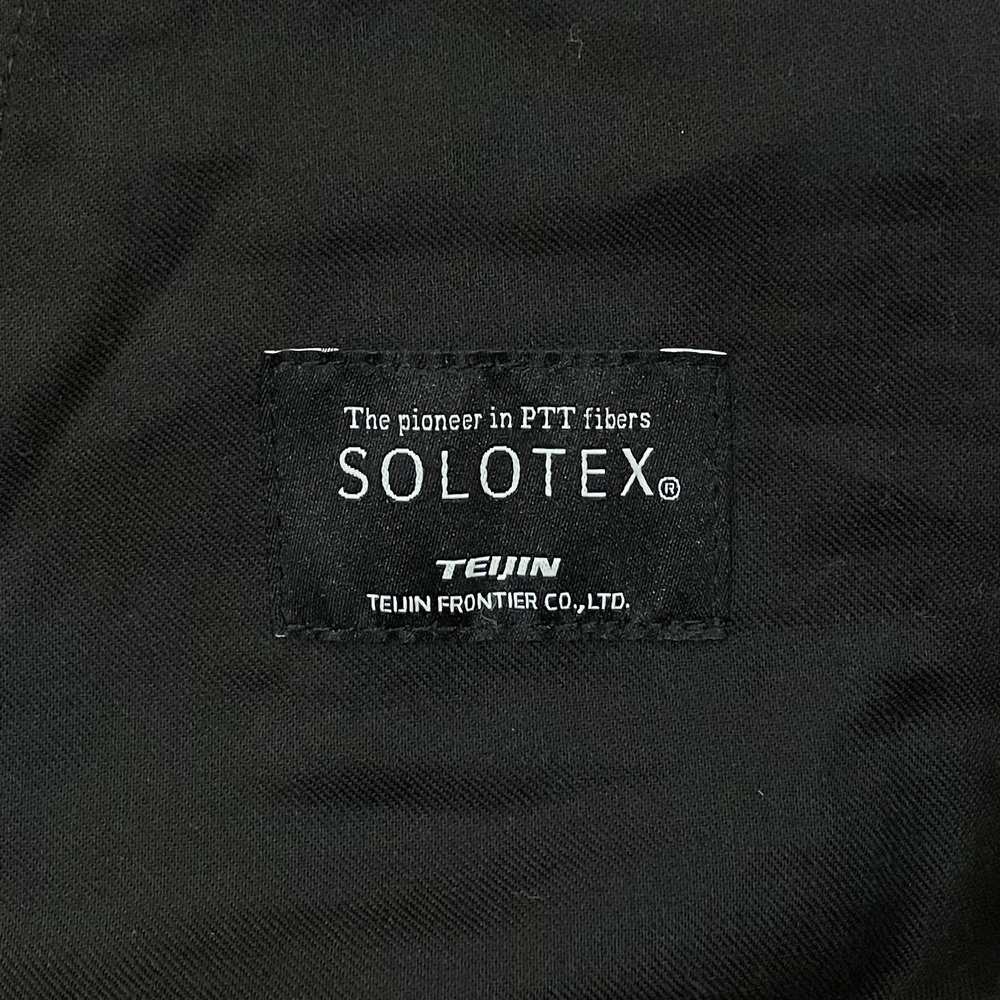 The pioneer in PTT fibers
SOLOTEX®
TEIJIN
TEIJIN FRONTIER CO.,LTD.